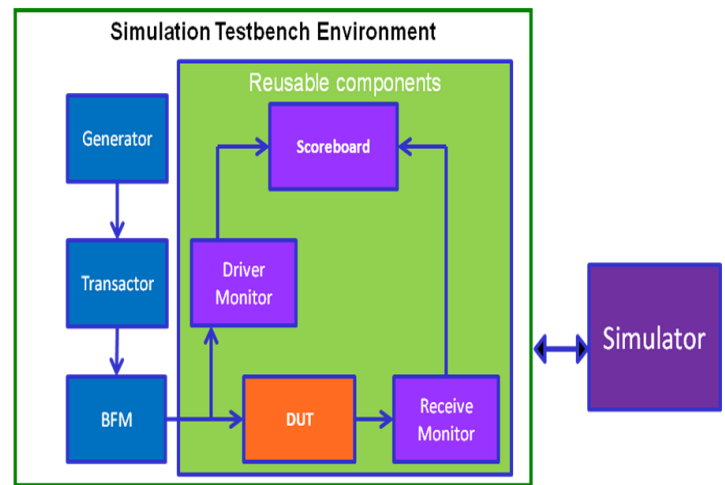 Simulation Testbench Environment
Reusable components
Generator
Scoreboard
Transactor
Driver
Monitor
Simulator
BFM
DUT
Receive
Monitor